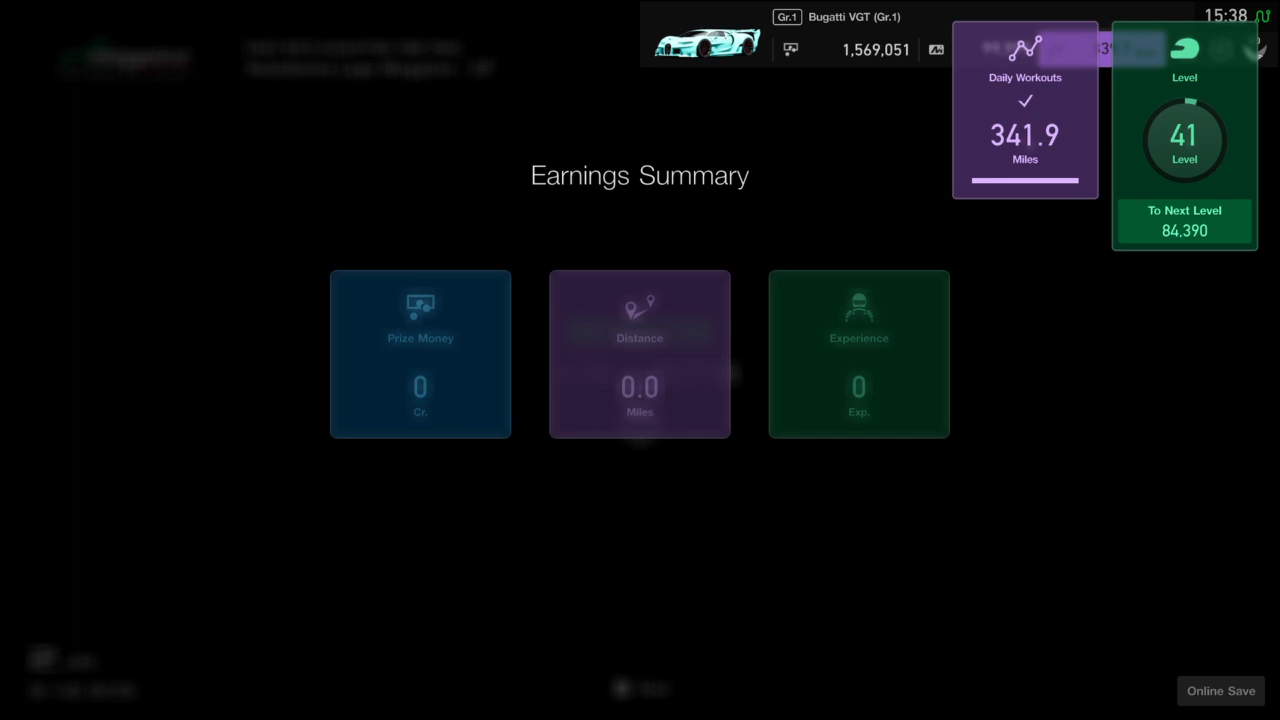 Gr.1 Bugatti VGT (Gr.1)
15:38
1,569,051
Daily Workouts
341.9
Miles
Level
41
Level
To Next Level
84,390
Earnings Summary
Prize Money
0
Cr.
Distance
0.0
Miles
Experience
0
Exp.
Online Save